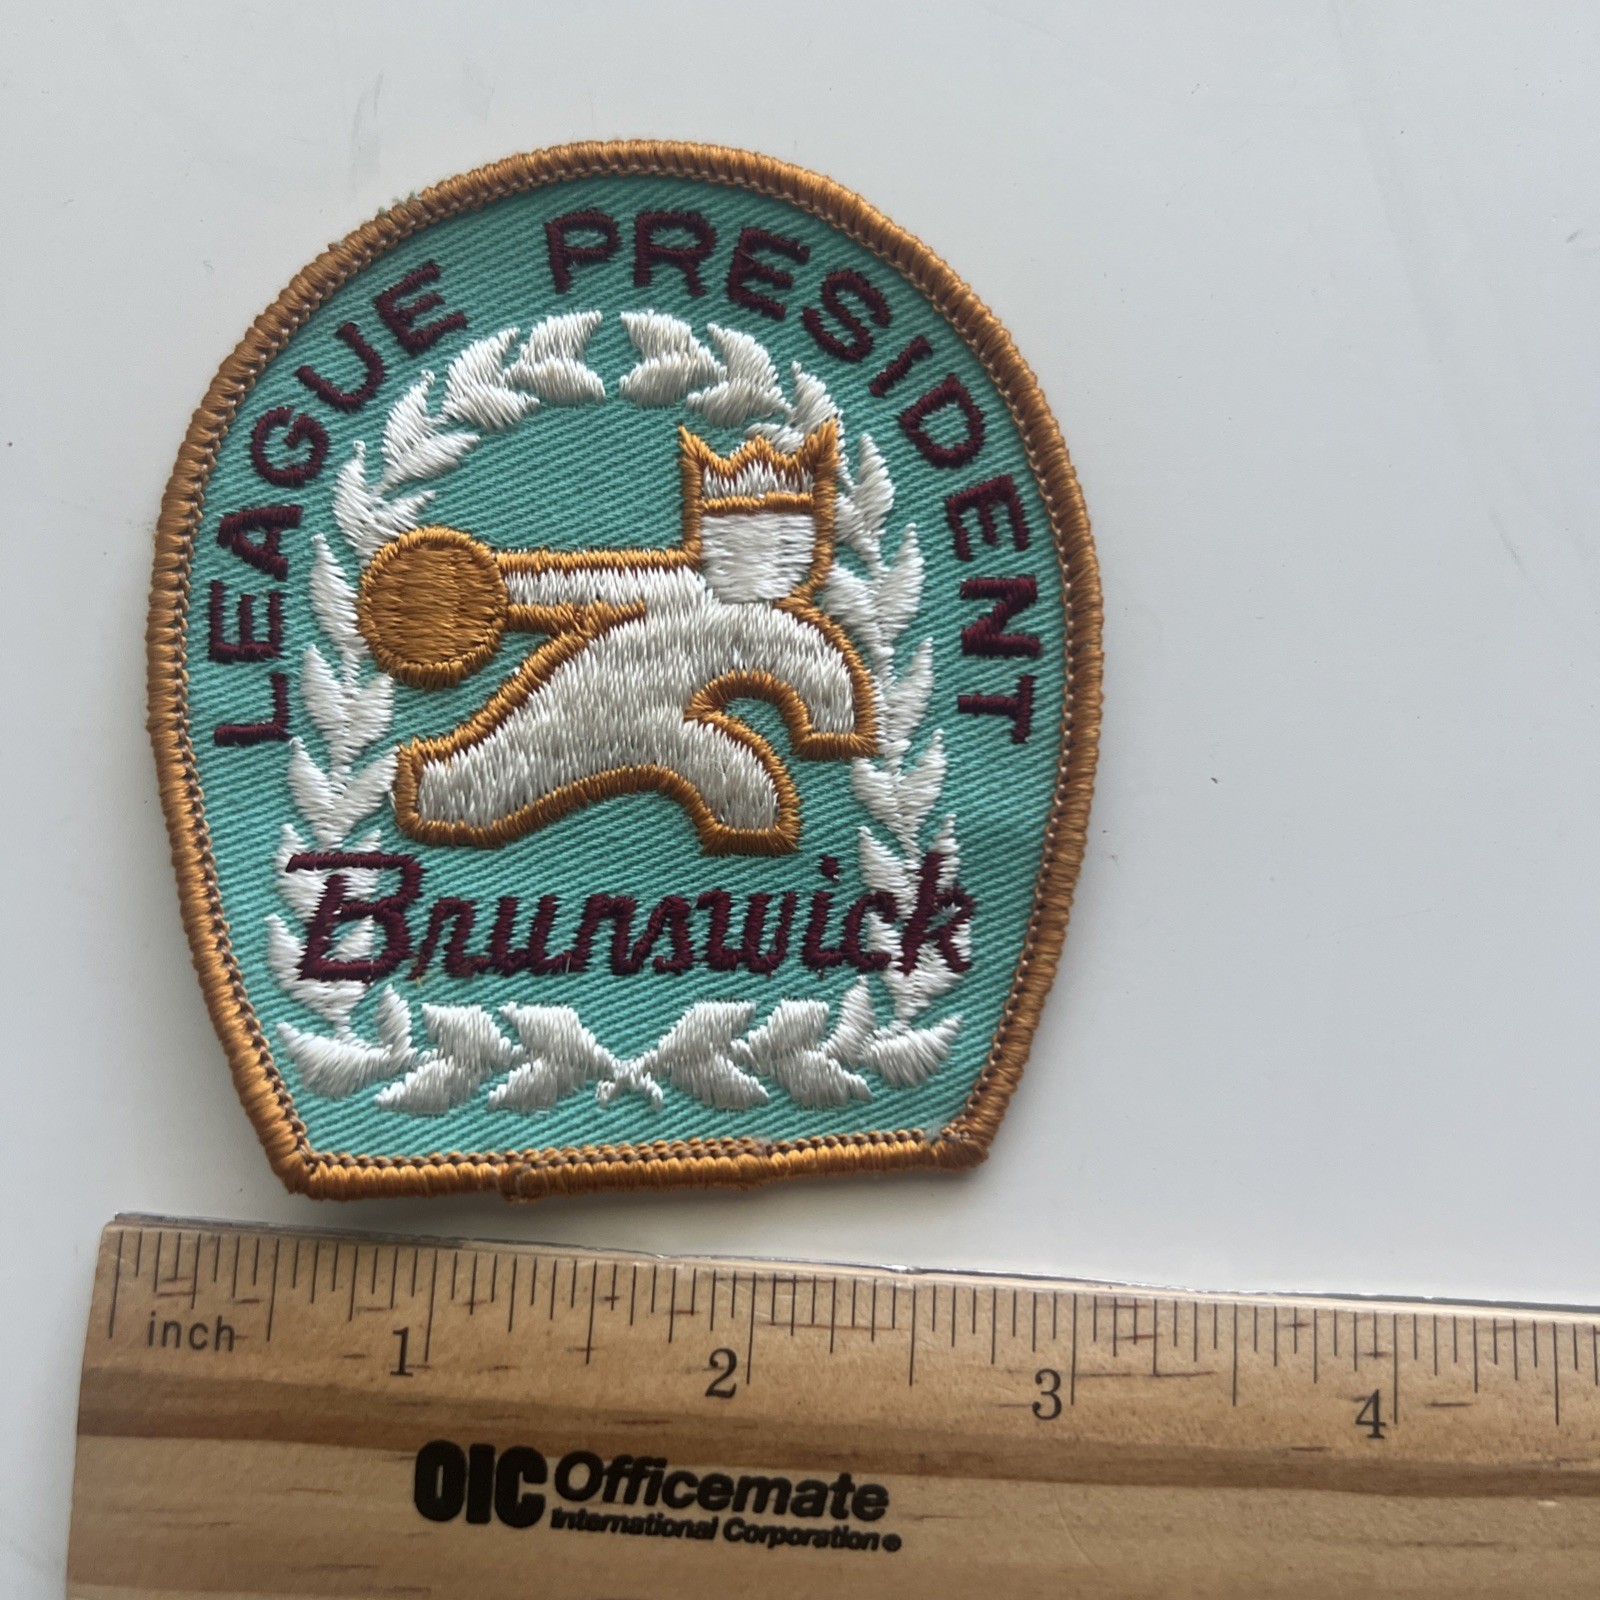 LEAGUE PRESIDENT
Brunswick
inch 1 2 3 4
OIC Officemate
International Corporation®